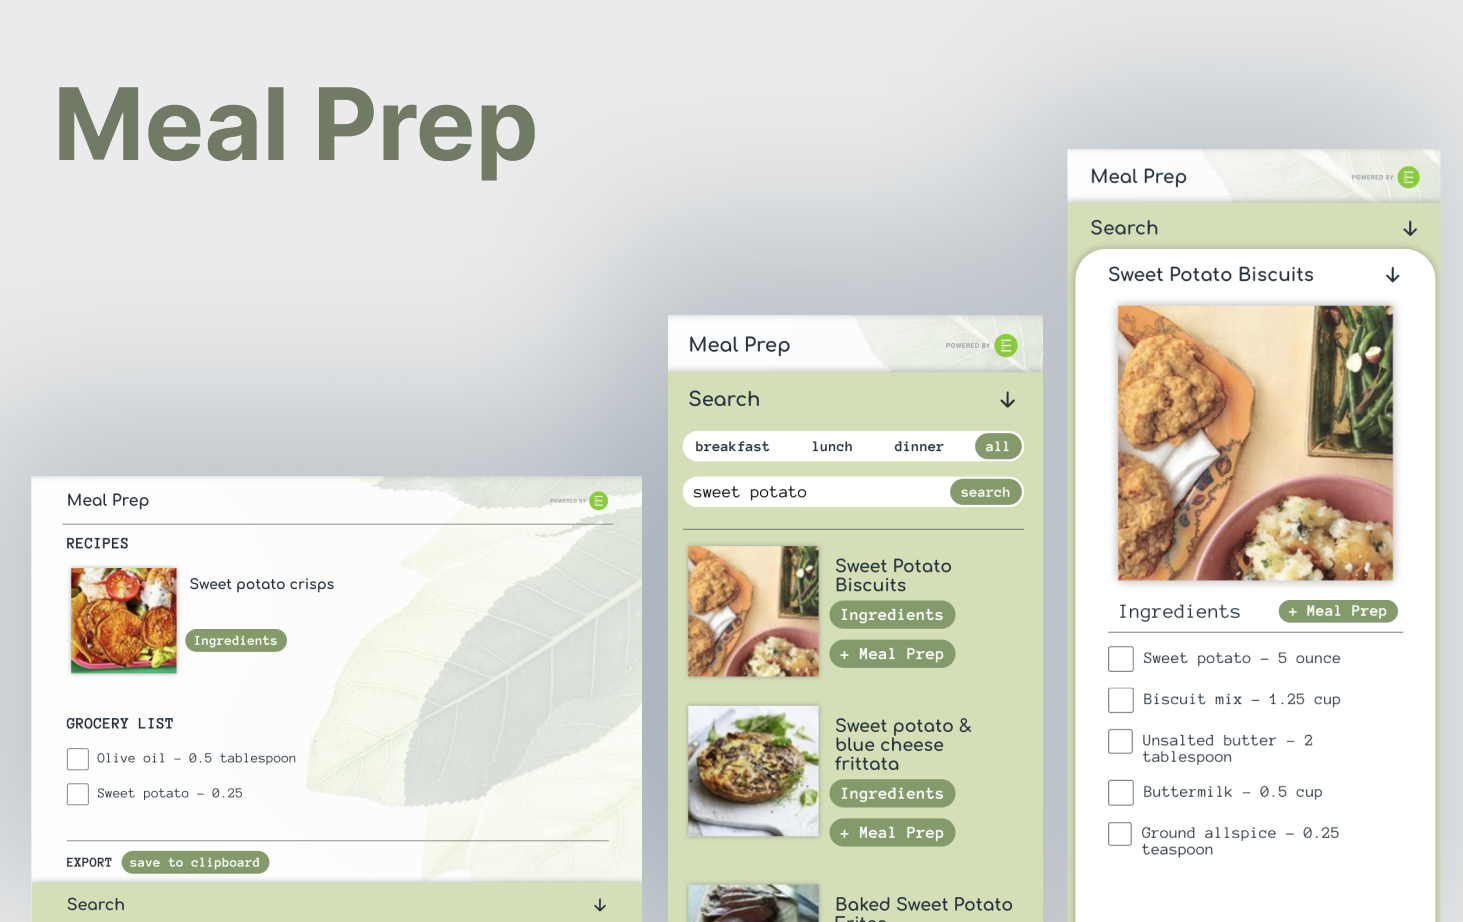 Meal Prep
Meal Prep
POWERED BY
RECIPES
Sweet potato crisps
Ingredients
GROCERY LIST
Olive oil - 0.5 tablespoon
Sweet potato - 0.25
EXPORT
save to clipboard
Search
Meal Prep
POWERED BY
Search
breakfast lunch dinner all
sweet potato
search
Sweet Potato
Biscuits
Ingredients
+ Meal Prep
Sweet potato &
blue cheese
frittata
Ingredients
+ Meal Prep
Baked Sweet Potato
Meal Prep
POWERED BY
Search
Sweet Potato Biscuits
Ingredients
+ Meal Prep
Sweet potato - 5 ounce
Biscuit mix - 1.25 cup
Unsalted butter - 2
tablespoon
Buttermilk - 0.5 cup
Ground allspice - 0.25
teaspoon